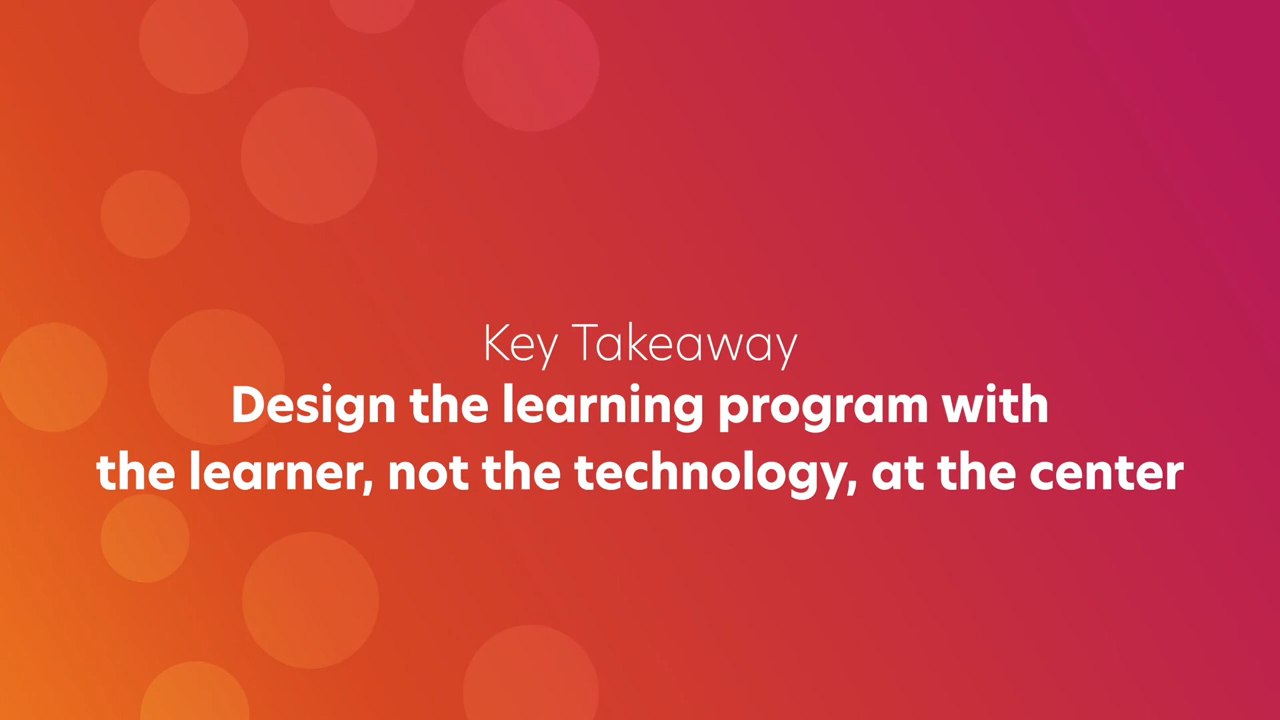 Key Takeaway
Design the learning program with
the learner, not the technology, at the center